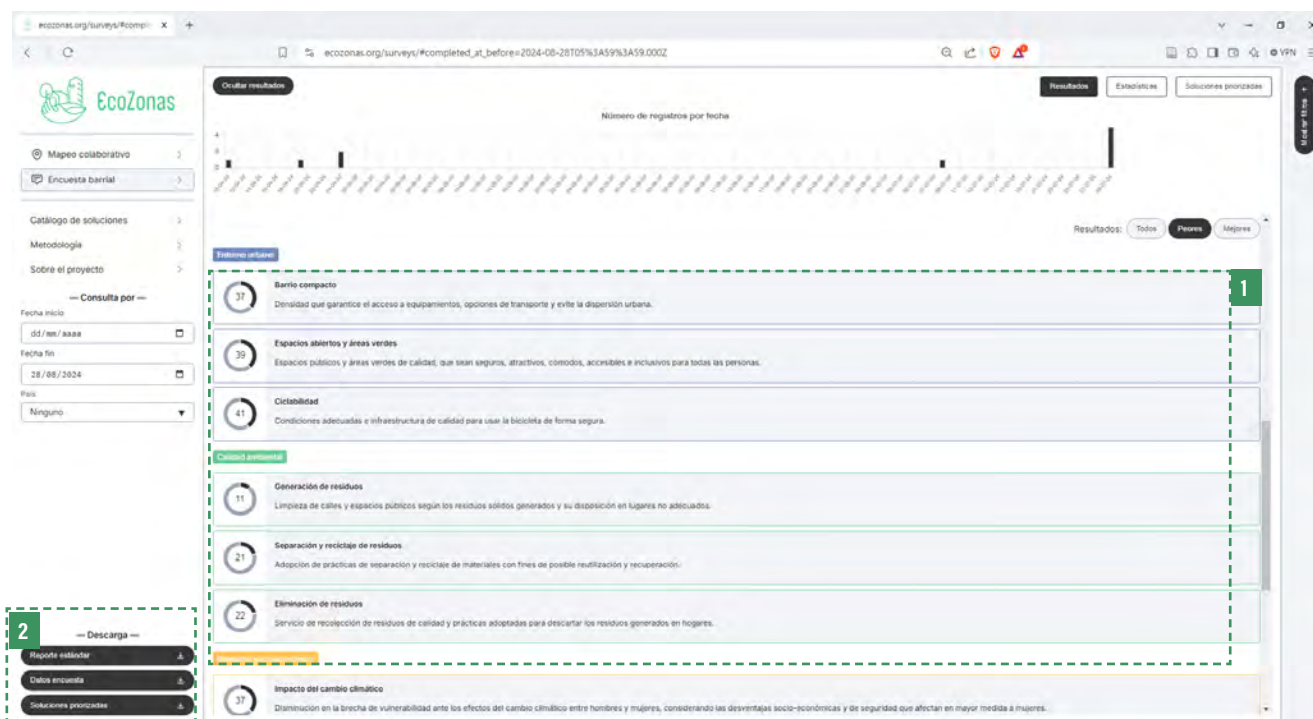 ecozonas.org/surveys/#compl
ecozonas.org/surveys/#completed_at_before=2024-08-28T05%3A59%3A59.000Z
VPN
EcoZonas
Mapeo colaborativo
Encuesta barrial
Catálogo de soluciones
Metodología
Sobre el proyecto
— Consulta por —
Fecha inicio
dd/mm/aaaa
Fecha fin
28/08/2024
País
Ninguno
2
— Descarga —
Reporte estándar
Datos encuesta
Soluciones priorizadas
Ocultar resultados
Resultados
Estadísticas
Soluciones priorizadas
Mostrar filtros
Número de registros por fecha
4
0
Resultados: Todos Peores Mejores
Entorno urbano
1
37
Barrio compacto
Densidad que garantice el acceso a equipamientos, opciones de transporte y evite la dispersión urbana.
39
Espacios abiertos y áreas verdes
Espacios públicos y áreas verdes de calidad, que sean seguros, atractivos, cómodos, accesibles e inclusivos para todas las personas.
41
Ciclabilidad
Condiciones adecuadas e infraestructura de calidad para usar la bicicleta de forma segura.
Calidad ambiental
11
Generación de residuos
Limpieza de calles y espacios públicos según los residuos sólidos generados y su disposición en lugares no adecuados.
21
Separación y reciclaje de residuos
Adopción de prácticas de separación y reciclaje de materiales con fines de posible reutilización y recuperación.
22
Eliminación de residuos
Servicio de recolección de residuos de calidad y prácticas adoptadas para descartar los residuos generados en hogares.
37
Impacto del cambio climático
Disminución en la brecha de vulnerabilidad ante los efectos del cambio climático entre hombres y mujeres, considerando las desventajas socio-económicas y de seguridad que afectan en mayor medida a mujeres.